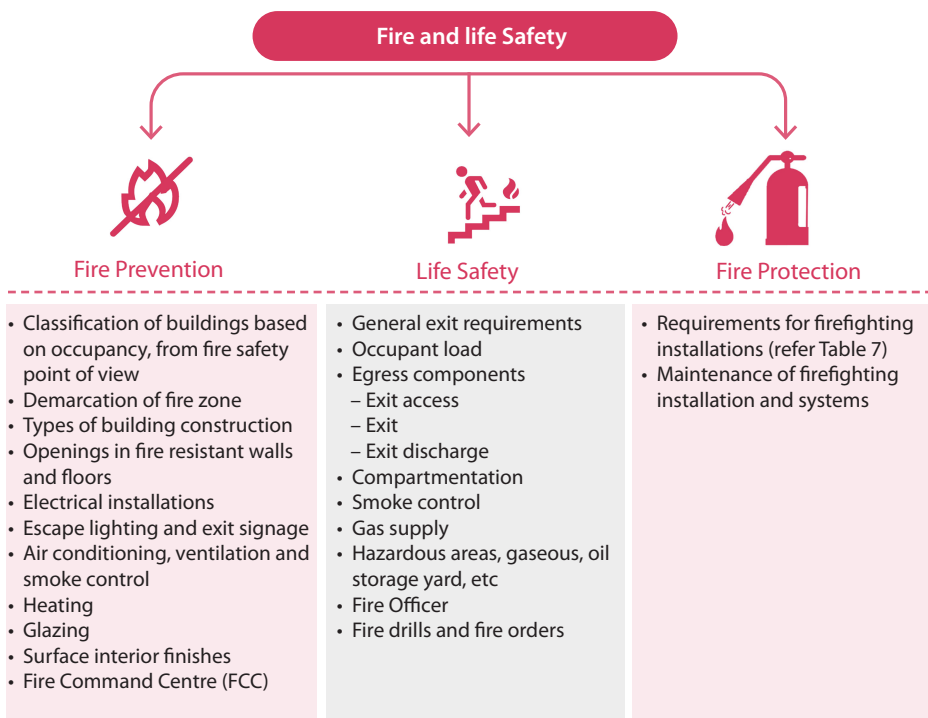 Fire and life Safety
Fire Prevention
Life Safety
Fire Protection
• Classification of buildings based
on occupancy, from fire safety
point of view
• Demarcation of fire zone
• Types of building construction
• Openings in fire resistant walls
and floors
• Electrical installations
• Escape lighting and exit signage
• Air conditioning, ventilation and
smoke control
• Heating
• Glazing
• Surface interior finishes
• Fire Command Centre (FCC)
• General exit requirements
• Occupant load
• Egress components
– Exit access
– Exit
– Exit discharge
• Compartmentation
• Smoke control
• Gas supply
• Hazardous areas, gaseous, oil
storage yard, etc
• Fire Officer
• Fire drills and fire orders
• Requirements for firefighting
installations (refer Table 7)
• Maintenance of firefighting
installation and systems